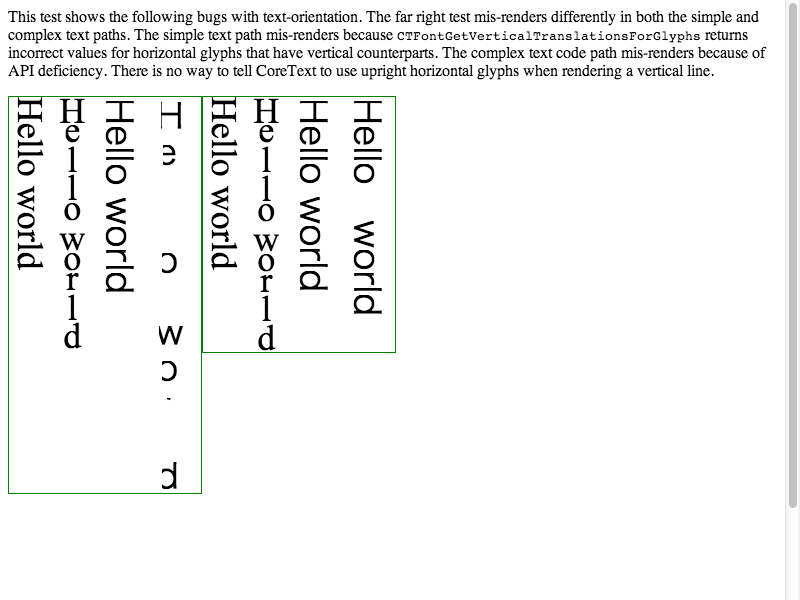 This test shows the following bugs with text-orientation. The far right test mis-renders differently in both the simple and
complex text paths. The simple text path mis-renders because CTFontGetVerticalTranslationsForGlyphs returns
incorrect values for horizontal glyphs that have vertical counterparts. The complex text code path mis-renders because of
API deficiency. There is no way to tell CoreText to use upright horizontal glyphs when rendering a vertical line.
Hello world
Hello world
Hello world
Hello world
Hello world
Hello world
Hello world